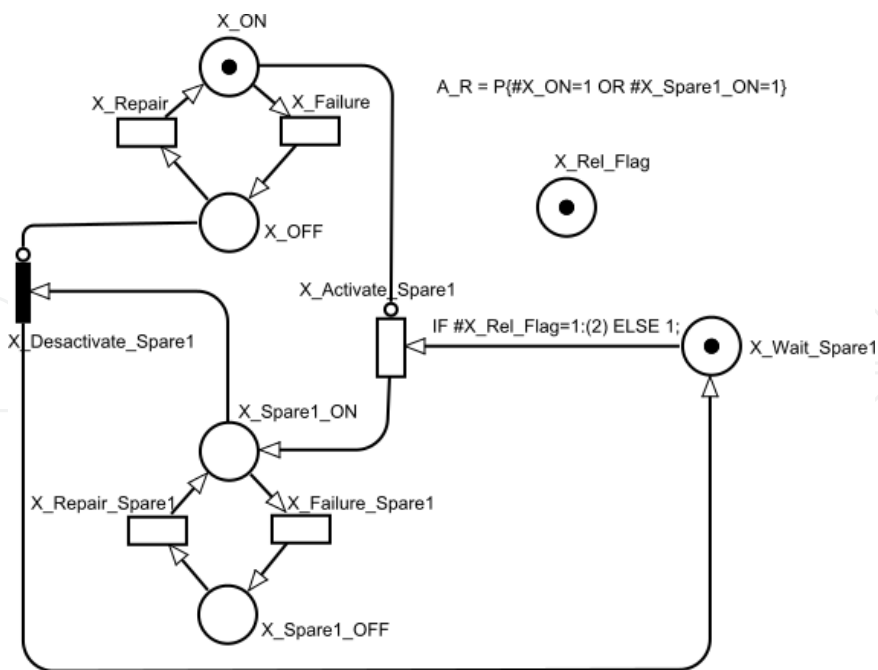 X_ON
A_R = P{#X_ON=1 OR #X_Spare1_ON=1}
X_Repair
X_Failure
X_Rel_Flag
X_OFF
X_Activate_Spare1
IF #X_Rel_Flag=1:(2) ELSE 1;
X_Desactivate_Spare1
X_Wait_Spare1
X_Spare1_ON
X_Repair_Spare1
X_Failure_Spare1
X_Spare1_OFF